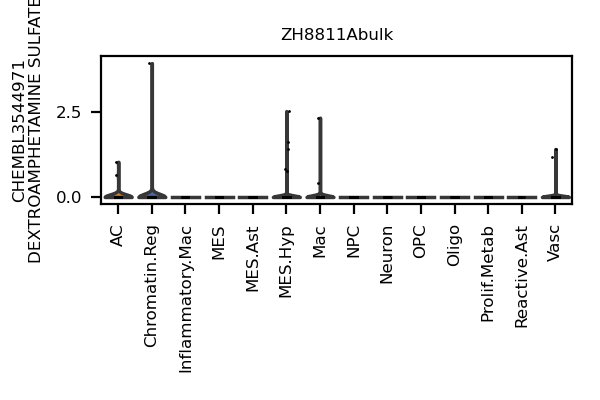 ZH8811Abulk
CHEMBL3544971
DEXTROAMPHETAMINE SULFATE
2.5
0.0
AC
Chromatin.Reg
Inflammatory.Mac
MES
MES.Ast
MES.Hyp
Mac
NPC
Neuron
OPC
Oligo
Prolif.Metab
Reactive.Ast
Vasc